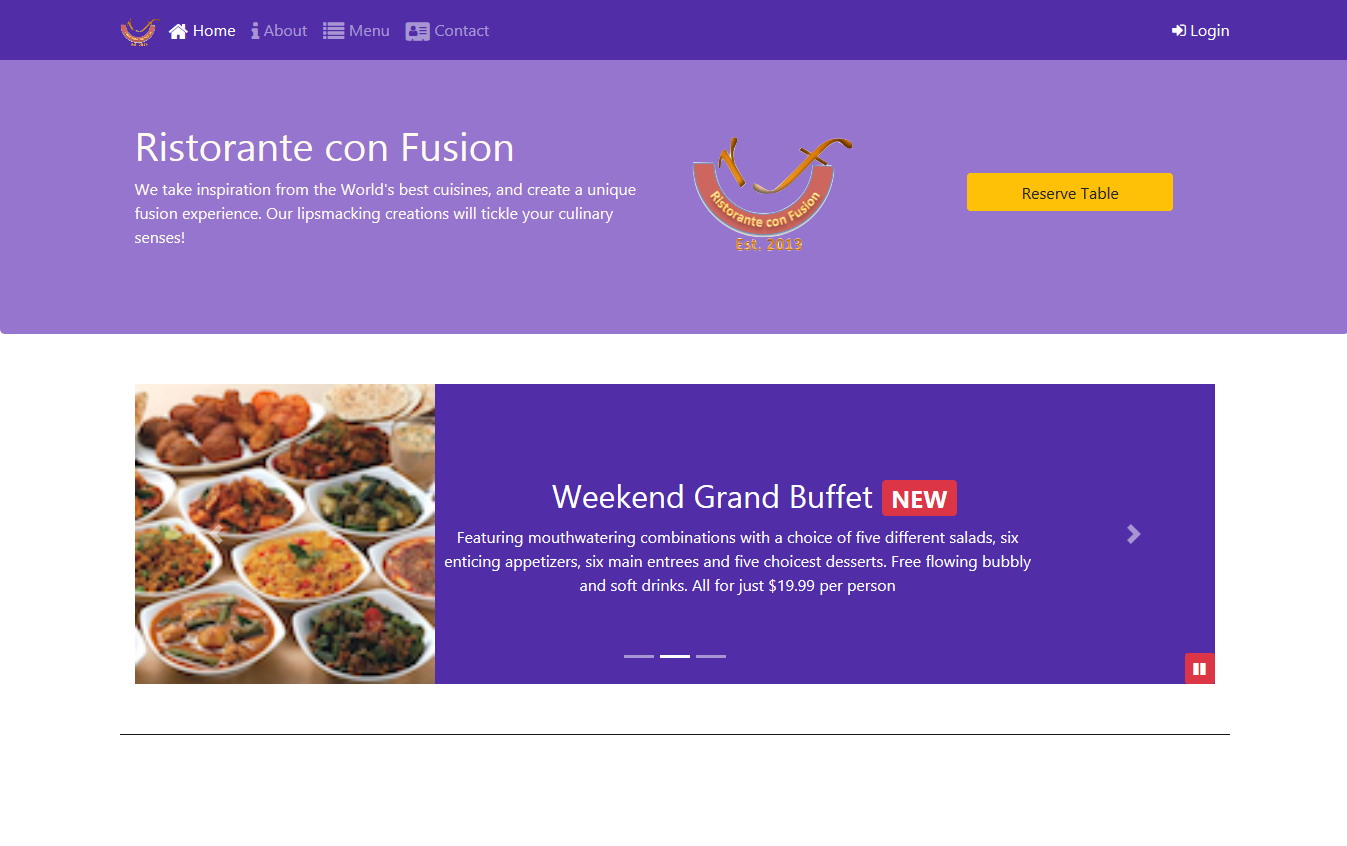 Home About Menu Contact Login
Ristorante con Fusion
We take inspiration from the World's best cuisines, and create a unique
fusion experience. Our lipsmacking creations will tickle your culinary
senses!
Ristorante con Fusion
Est. 2013
Reserve Table
Weekend Grand Buffet NEW
Featuring mouthwatering combinations with a choice of five different salads, six
enticing appetizers, six main entrees and five choicest desserts. Free flowing bubbly
and soft drinks. All for just $19.99 per person